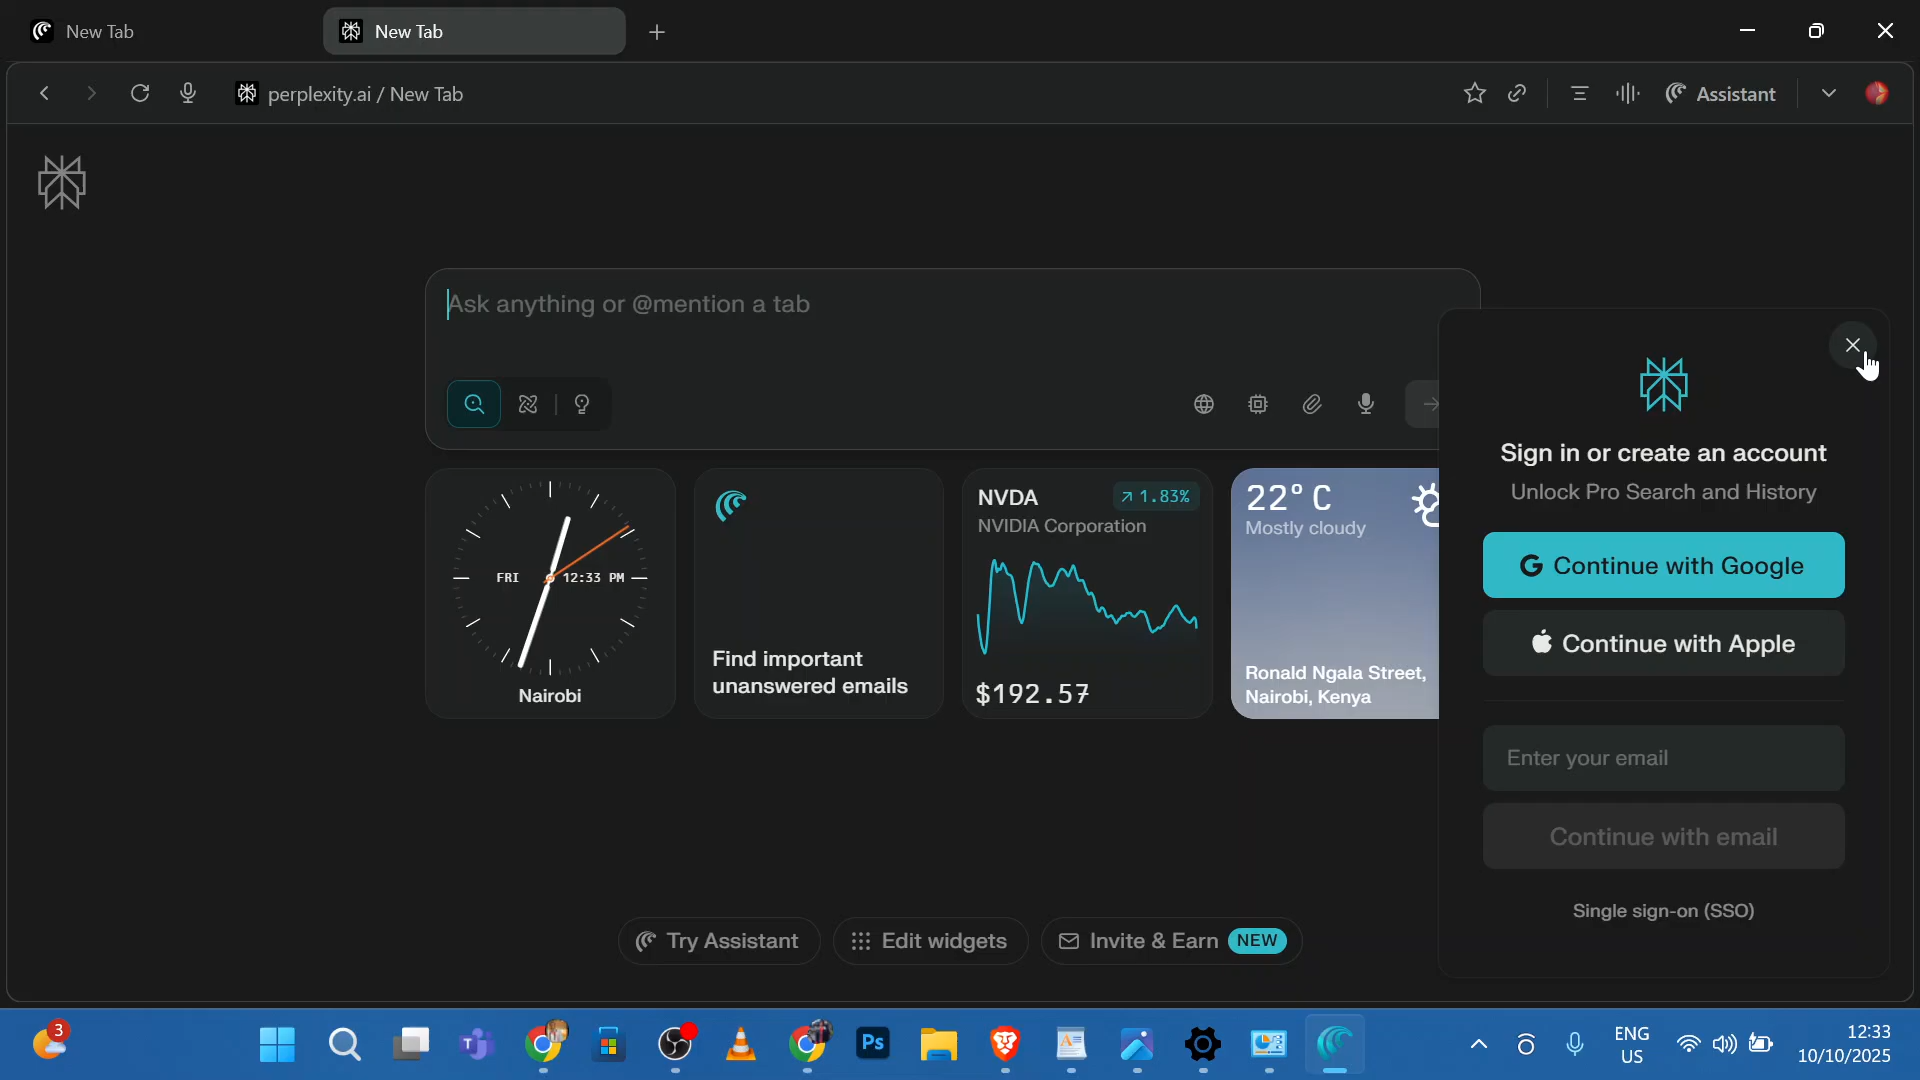 New Tab
New Tab
perplexity.ai / New Tab
Assistant
Ask anything or @mention a tab
Sign in or create an account
Unlock Pro Search and History
Continue with Google
Continue with Apple
Enter your email
Continue with email
Single sign-on (SSO)
FRI 12:33 PM
Nairobi
Find important
unanswered emails
NVDA 1.83%
NVIDIA Corporation
$192.57
22° C
Mostly cloudy
Ronald Ngala Street,
Nairobi, Kenya
Try Assistant
Edit widgets
Invite & Earn NEW
3
Ps
ENG
US
12:33
10/10/2025